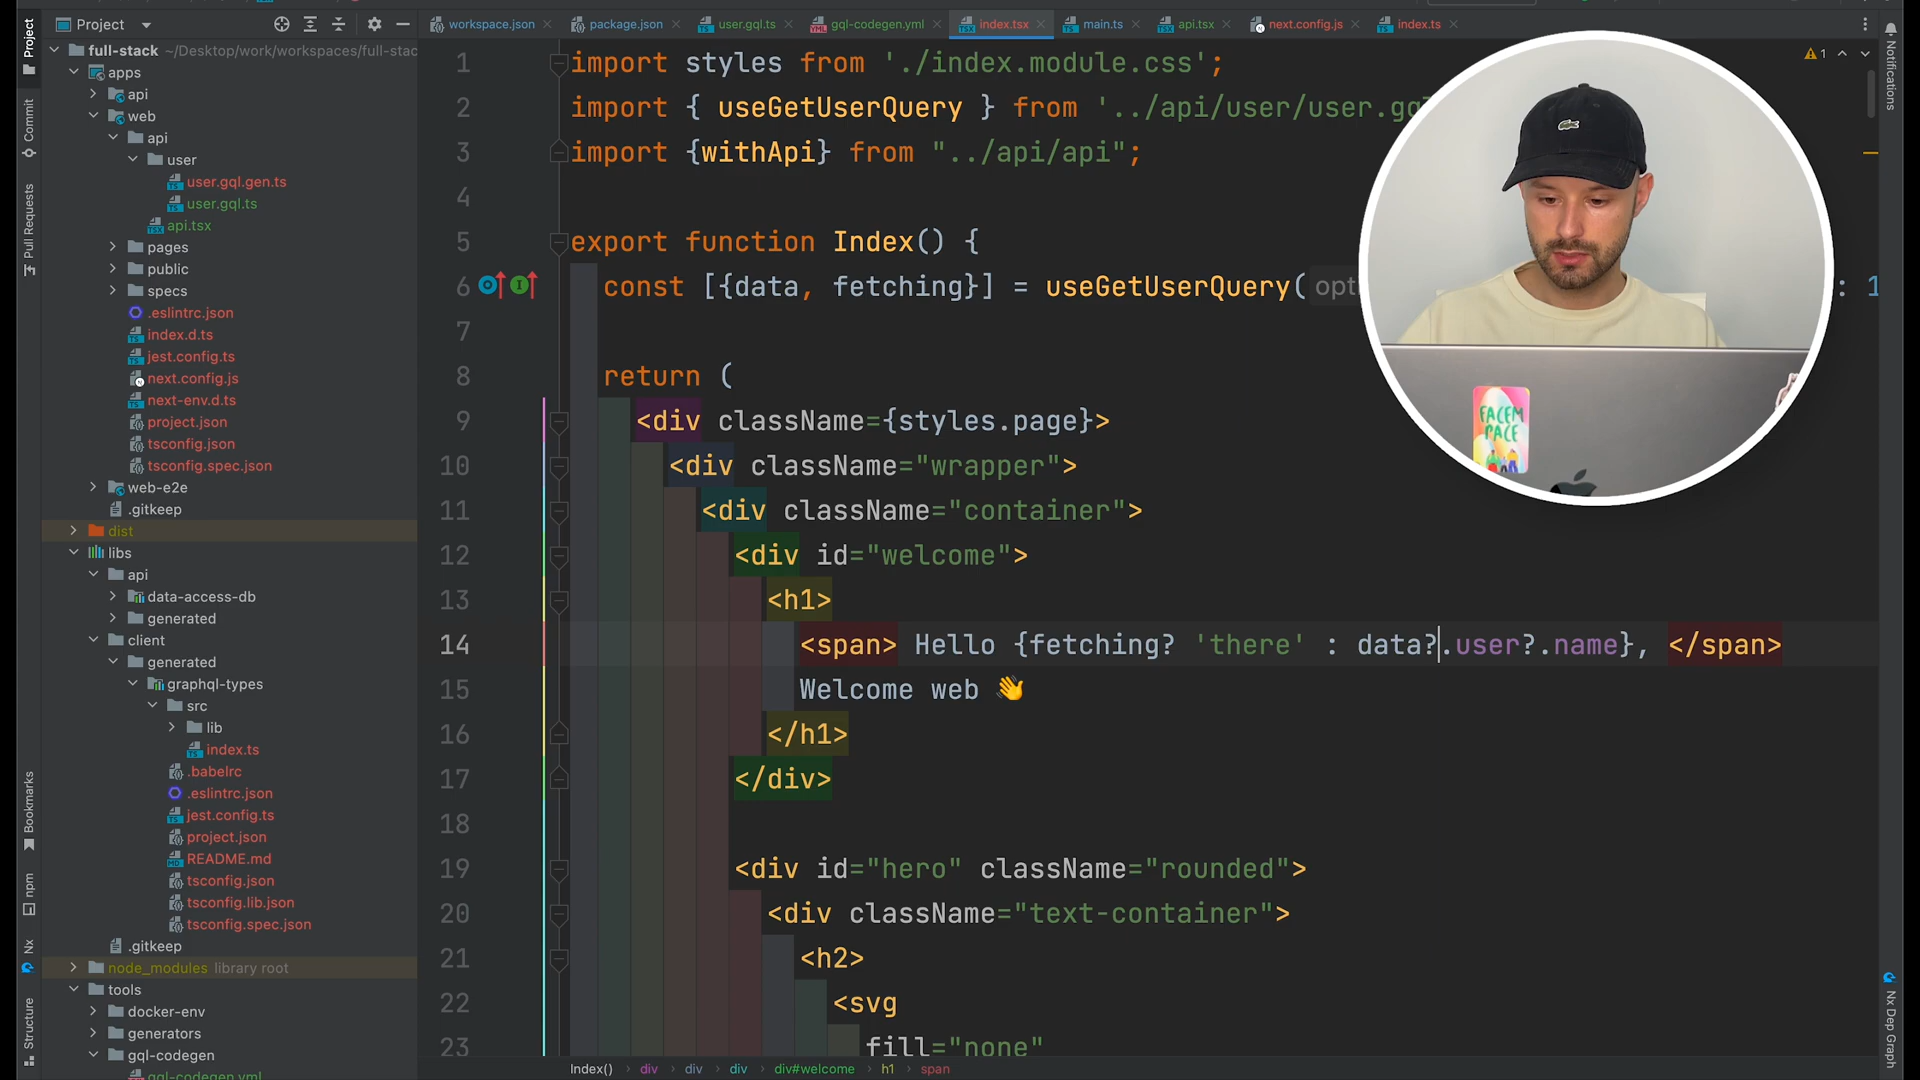 Project
workspace.json
package.json
user.gql.ts
gql-codegen.yml
index.tsx
main.ts
api.tsx
next.config.js
index.ts
full-stack ~/Desktop/work/workspaces/full-stac
apps
api
web
api
user
user.gql.gen.ts
user.gql.ts
api.tsx
pages
public
specs
.eslintrc.json
index.d.ts
jest.config.ts
next.config.js
next-env.d.ts
project.json
tsconfig.json
tsconfig.spec.json
web-e2e
.gitkeep
dist
libs
api
data-access-db
generated
client
generated
graphql-types
src
lib
index.ts
.babelrc
.eslintrc.json
jest.config.ts
project.json
README.md
tsconfig.json
tsconfig.lib.json
tsconfig.spec.json
.gitkeep
node_modules library root
tools
docker-env
generators
gql-codegen
gql-codegen.yml
Project
Commit
Pull Requests
Bookmarks
npm
Nx
Structure
1 import styles from './index.module.css';
2 import { useGetUserQuery } from '../api/user/user.gq
3 import {withApi} from "../api/api";
4
5 export function Index() {
6 const [{data, fetching}] = useGetUserQuery( opt : 1
7
8 return (
9 <div className={styles.page}>
10 <div className="wrapper">
11 <div className="container">
12 <div id="welcome">
13 <h1>
14 <span> Hello {fetching? 'there' : data?.user?.name}, </span>
15 Welcome web 👋
16 </h1>
17 </div>
18
19 <div id="hero" className="rounded">
20 <div className="text-container">
21 <h2>
22 <svg
23 fill="none"
Index() › div › div › div › div#welcome › h1 › span
1
Notifications
Nx Dep Graph
FACEM
PACE